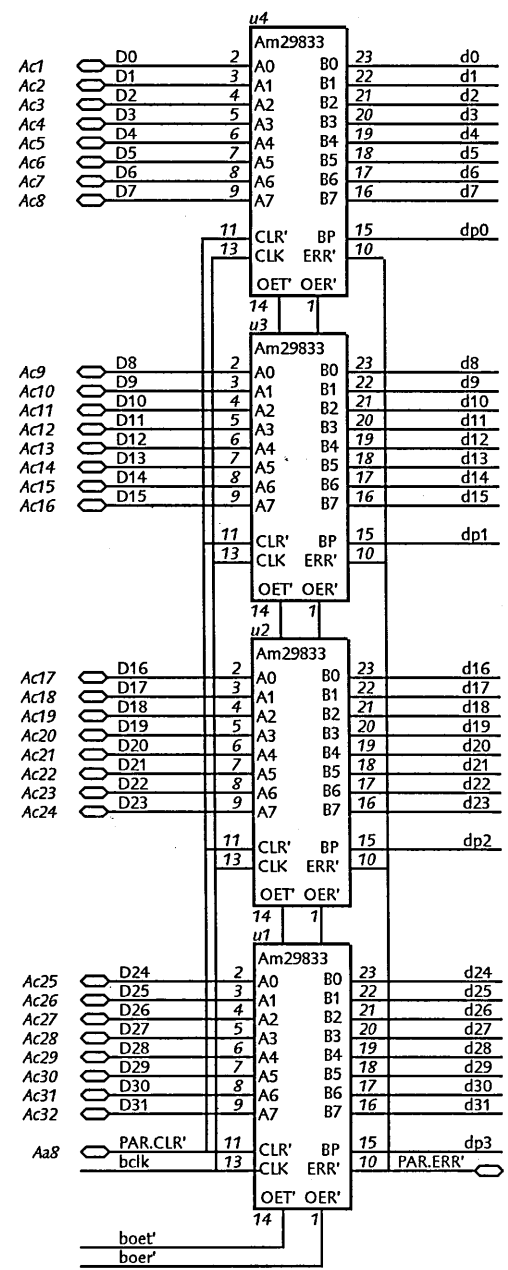 u4
Am29833
Ac1 D0 2 A0 B0 23 d0
Ac2 D1 3 A1 B1 22 d1
Ac3 D2 4 A2 B2 21 d2
Ac4 D3 5 A3 B3 20 d3
Ac5 D4 6 A4 B4 19 d4
Ac6 D5 7 A5 B5 18 d5
Ac7 D6 8 A6 B6 17 d6
Ac8 D7 9 A7 B7 16 d7
11 CLR' BP 15 dp0
13 CLK ERR' 10
OET' OER'
14 1
u3
Am29833
Ac9 D8 2 A0 B0 23 d8
Ac10 D9 3 A1 B1 22 d9
Ac11 D10 4 A2 B2 21 d10
Ac12 D11 5 A3 B3 20 d11
Ac13 D12 6 A4 B4 19 d12
Ac14 D13 7 A5 B5 18 d13
Ac15 D14 8 A6 B6 17 d14
Ac16 D15 9 A7 B7 16 d15
11 CLR' BP 15 dp1
13 CLK ERR' 10
OET' OER'
14 1
u2
Am29833
Ac17 D16 2 A0 B0 23 d16
Ac18 D17 3 A1 B1 22 d17
Ac19 D18 4 A2 B2 21 d18
Ac20 D19 5 A3 B3 20 d19
Ac21 D20 6 A4 B4 19 d20
Ac22 D21 7 A5 B5 18 d21
Ac23 D22 8 A6 B6 17 d22
Ac24 D23 9 A7 B7 16 d23
11 CLR' BP 15 dp2
13 CLK ERR' 10
OET' OER'
14 1
u1
Am29833
Ac25 D24 2 A0 B0 23 d24
Ac26 D25 3 A1 B1 22 d25
Ac27 D26 4 A2 B2 21 d26
Ac28 D27 5 A3 B3 20 d27
Ac29 D28 6 A4 B4 19 d28
Ac30 D29 7 A5 B5 18 d29
Ac31 D30 8 A6 B6 17 d30
Ac32 D31 9 A7 B7 16 d31
Aa8 PAR.CLR' 11 CLR' BP 15 dp3
bclk 13 CLK ERR' 10 PAR.ERR'
OET' OER'
14 1
boet'
boer'